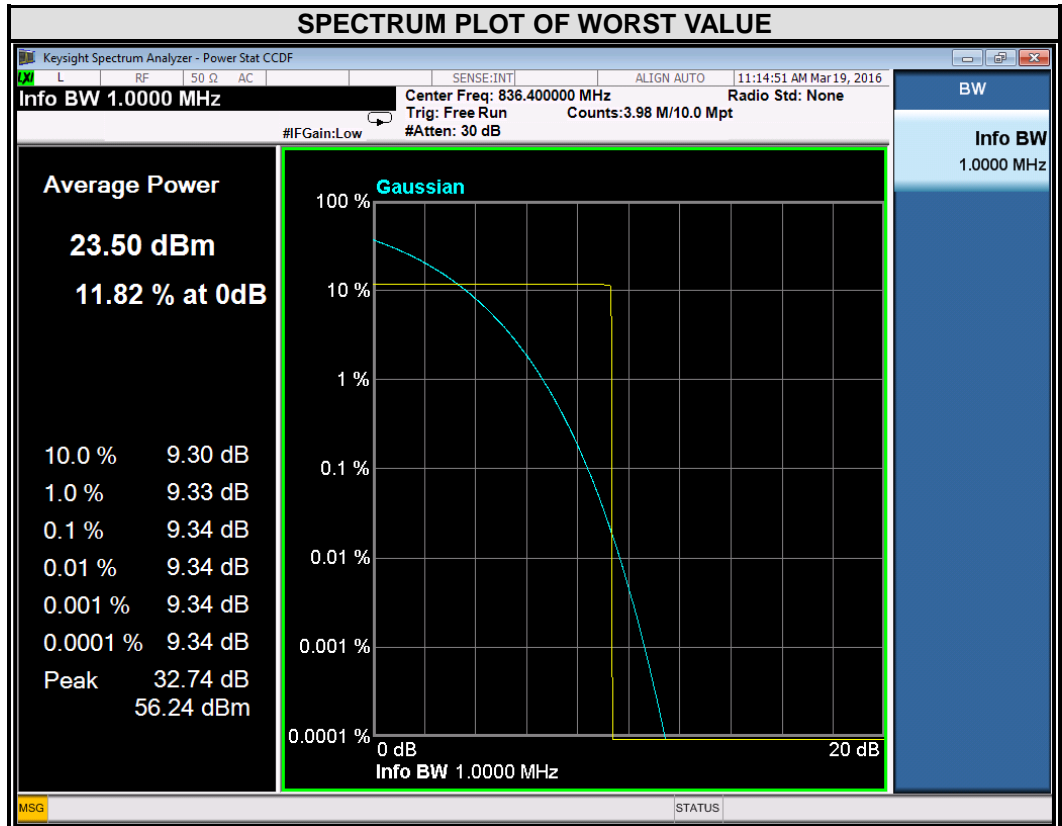 SPECTRUM PLOT OF WORST VALUE
Keysight Spectrum Analyzer - Power Stat CCDF
LXI L RF 50 Ω AC SENSE:INT ALIGN AUTO 11:14:51 AM Mar 19, 2016
Info BW 1.0000 MHz
Center Freq: 836.400000 MHz Radio Std: None
Trig: Free Run Counts:3.98 M/10.0 Mpt
#IFGain:Low #Atten: 30 dB
BW
Info BW
1.0000 MHz
Average Power
23.50 dBm
11.82 % at 0dB
10.0 % 9.30 dB
1.0 % 9.33 dB
0.1 % 9.34 dB
0.01 % 9.34 dB
0.001 % 9.34 dB
0.0001 % 9.34 dB
Peak 32.74 dB
56.24 dBm
Gaussian
100 %
10 %
1 %
0.1 %
0.01 %
0.001 %
0.0001 %
0 dB 20 dB
Info BW 1.0000 MHz
MSG STATUS